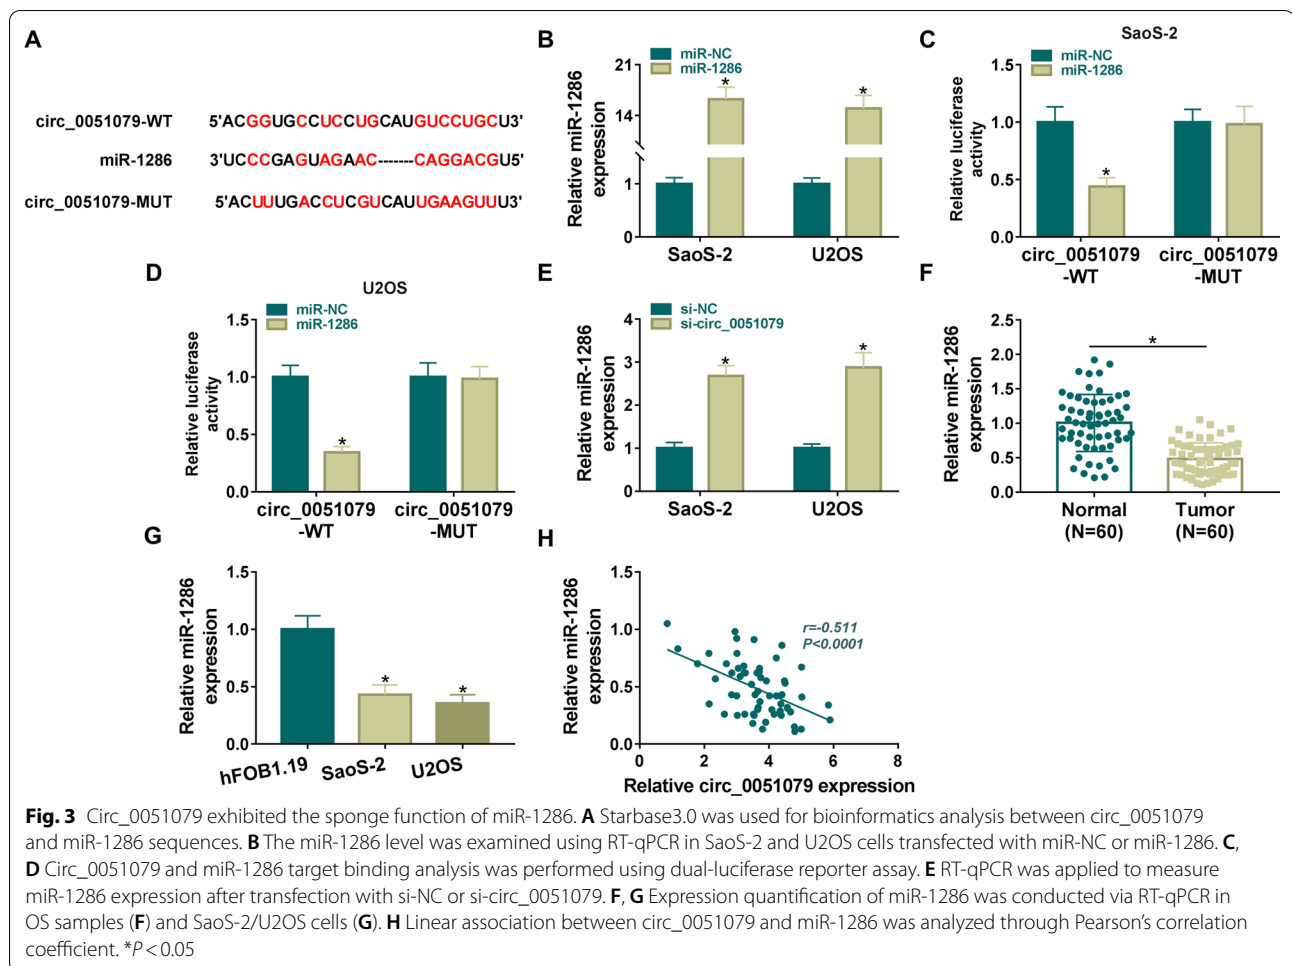 A
circ_0051079-WT 5'ACGGUGCCUCCUGCAUGUCCUGCU3'
miR-1286 3'UCCCGAGUAGAAC-------CAGGACGU5'
circ_0051079-MUT 5'ACUUUGACCUCGUCAUUGAAGUUU3'
B
miR-NC
miR-1286
Relative miR-1286
expression
21
14
1
0
* *
SaoS-2 U2OS
C
SaoS-2
miR-NC
miR-1286
Relative luciferase
activity
1.5
1.0
0.5
0.0
*
circ_0051079 circ_0051079
-WT -MUT
D
U2OS
miR-NC
miR-1286
Relative luciferase
activity
1.5
1.0
0.5
0.0
*
circ_0051079 circ_0051079
-WT -MUT
E
si-NC
si-circ_0051079
Relative miR-1286
expression
4
3
2
1
0
* *
SaoS-2 U2OS
F
Relative miR-1286
expression
2.5
2.0
1.5
1.0
0.5
0.0
*
Normal Tumor
(N=60) (N=60)
G
Relative miR-1286
expression
1.5
1.0
0.5
0.0
* *
hFOB1.19 SaoS-2 U2OS
H
Relative miR-1286
expression
1.5
1.0
0.5
0.0
r=-0.511
P<0.0001
0 2 4 6 8
Relative circ_0051079 expression
Fig. 3 Circ_0051079 exhibited the sponge function of miR-1286. A Starbase3.0 was used for bioinformatics analysis between circ_0051079
and miR-1286 sequences. B The miR-1286 level was examined using RT-qPCR in SaoS-2 and U2OS cells transfected with miR-NC or miR-1286. C,
D Circ_0051079 and miR-1286 target binding analysis was performed using dual-luciferase reporter assay. E RT-qPCR was applied to measure
miR-1286 expression after transfection with si-NC or si-circ_0051079. F, G Expression quantification of miR-1286 was conducted via RT-qPCR in
OS samples (F) and SaoS-2/U2OS cells (G). H Linear association between circ_0051079 and miR-1286 was analyzed through Pearson's correlation
coefficient. *P < 0.05